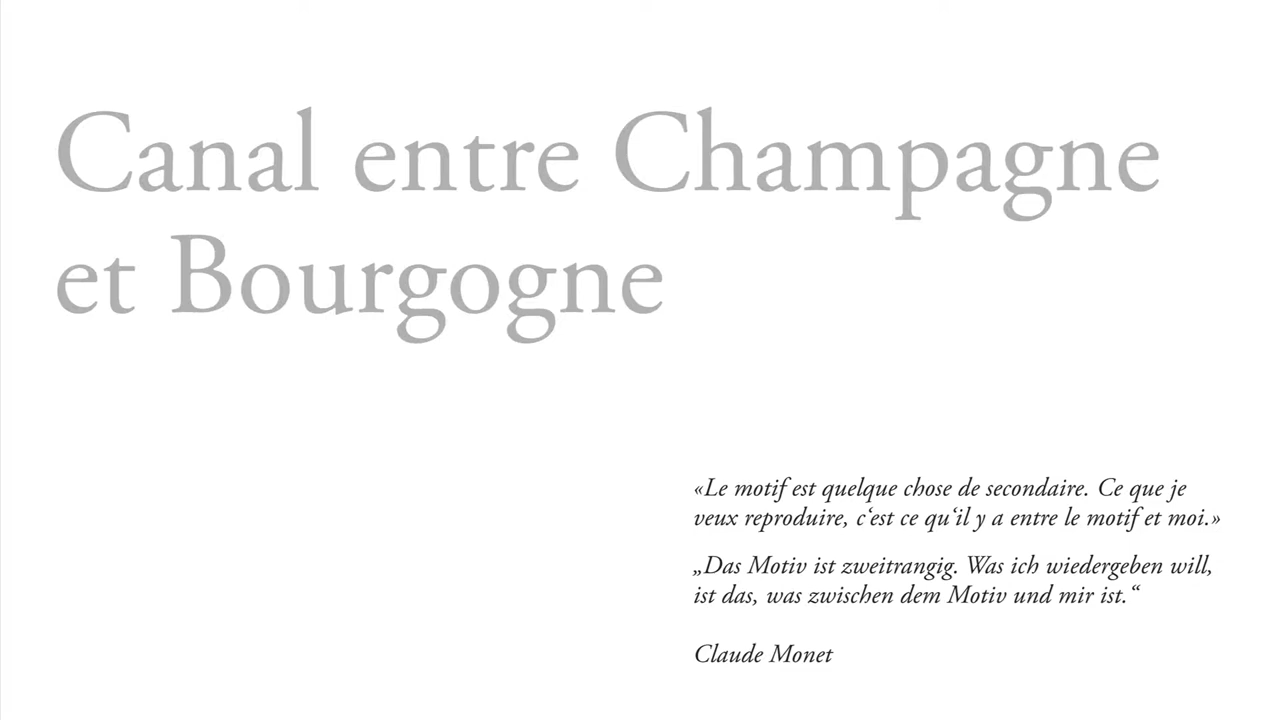 Canal entre Champagne
et Bourgogne
«Le motif est quelque chose de secondaire. Ce que je
veux reproduire, c‘est ce qu‘il y a entre le motif et moi.»
„Das Motiv ist zweitrangig. Was ich wiedergeben will,
ist das, was zwischen dem Motiv und mir ist.“
Claude Monet